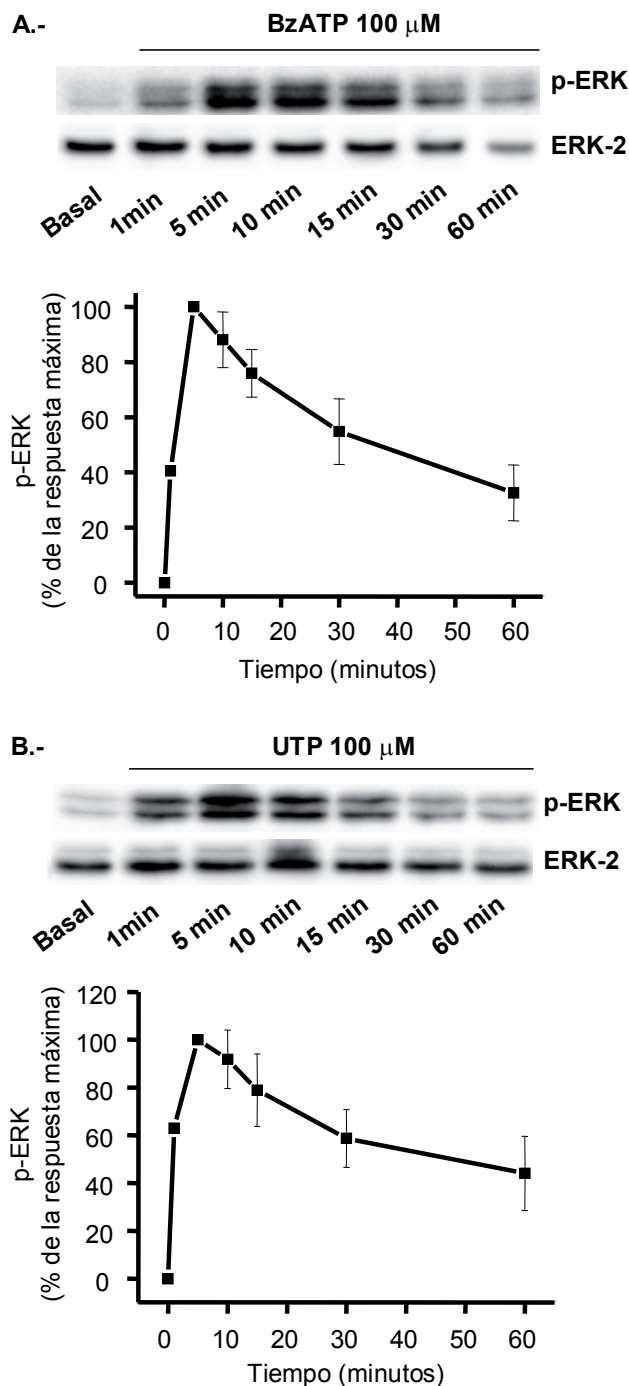 A.-
BzATP 100 μM
p-ERK
ERK-2
Basal
1min
5 min
10 min
15 min
30 min
60 min
p-ERK
(% de la respuesta máxima)
100
80
60
40
20
0
0 10 20 30 40 50 60
Tiempo (minutos)
B.-
UTP 100 μM
p-ERK
ERK-2
Basal
1min
5 min
10 min
15 min
30 min
60 min
p-ERK
(% de la respuesta máxima)
120
100
80
60
40
20
0
0 10 20 30 40 50 60
Tiempo (minutos)